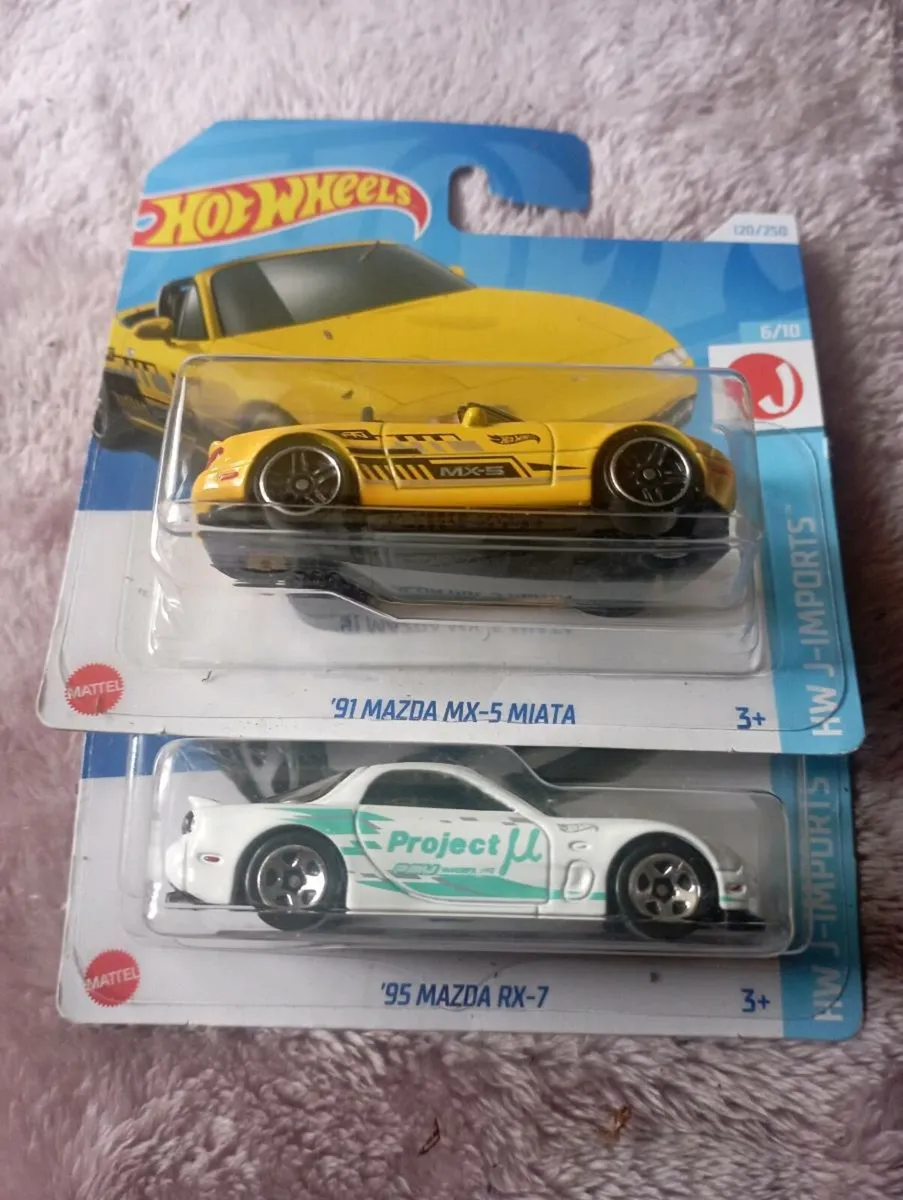 HOT WHEELS
120/250
6/10
J
MX-5
HW J-IMPORTS™
MATTEL
'91 MAZDA MX-5 MIATA
3+
Project μ
HW J-IMPORTS
MATTEL
'95 MAZDA RX-7
3+